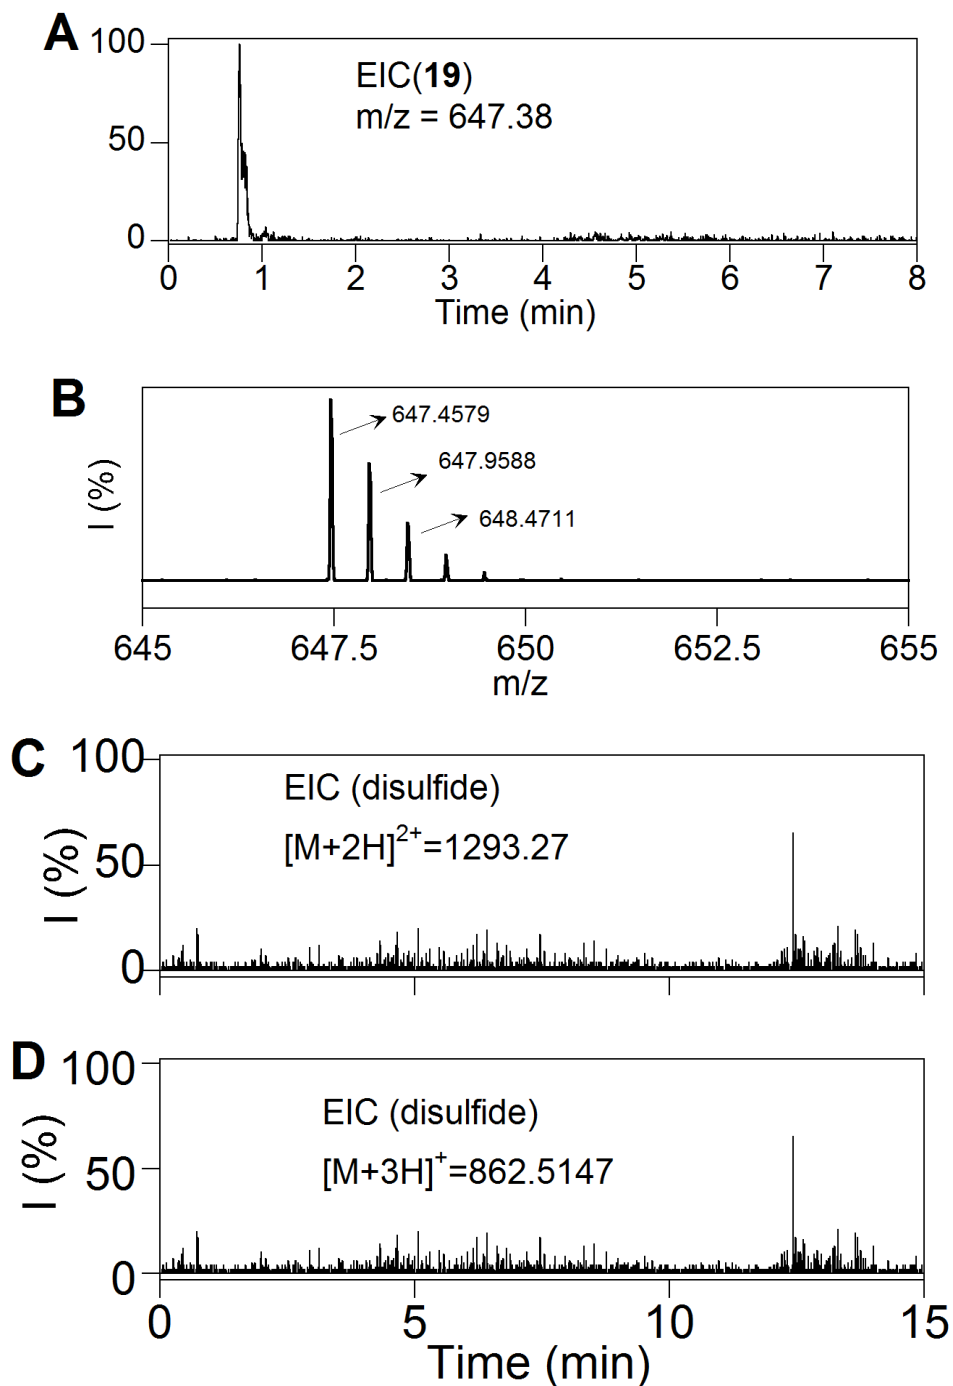 A
100
50
0
EIC(19)
m/z = 647.38
0 1 2 3 4 5 6 7 8
Time (min)
B
I (%)
647.4579
647.9588
648.4711
645 647.5 650 652.5 655
m/z
C
100
50
0
I (%)
EIC (disulfide)
[M+2H]2+=1293.27
D
100
50
0
I (%)
EIC (disulfide)
[M+3H]+=862.5147
0 5 10 15
Time (min)